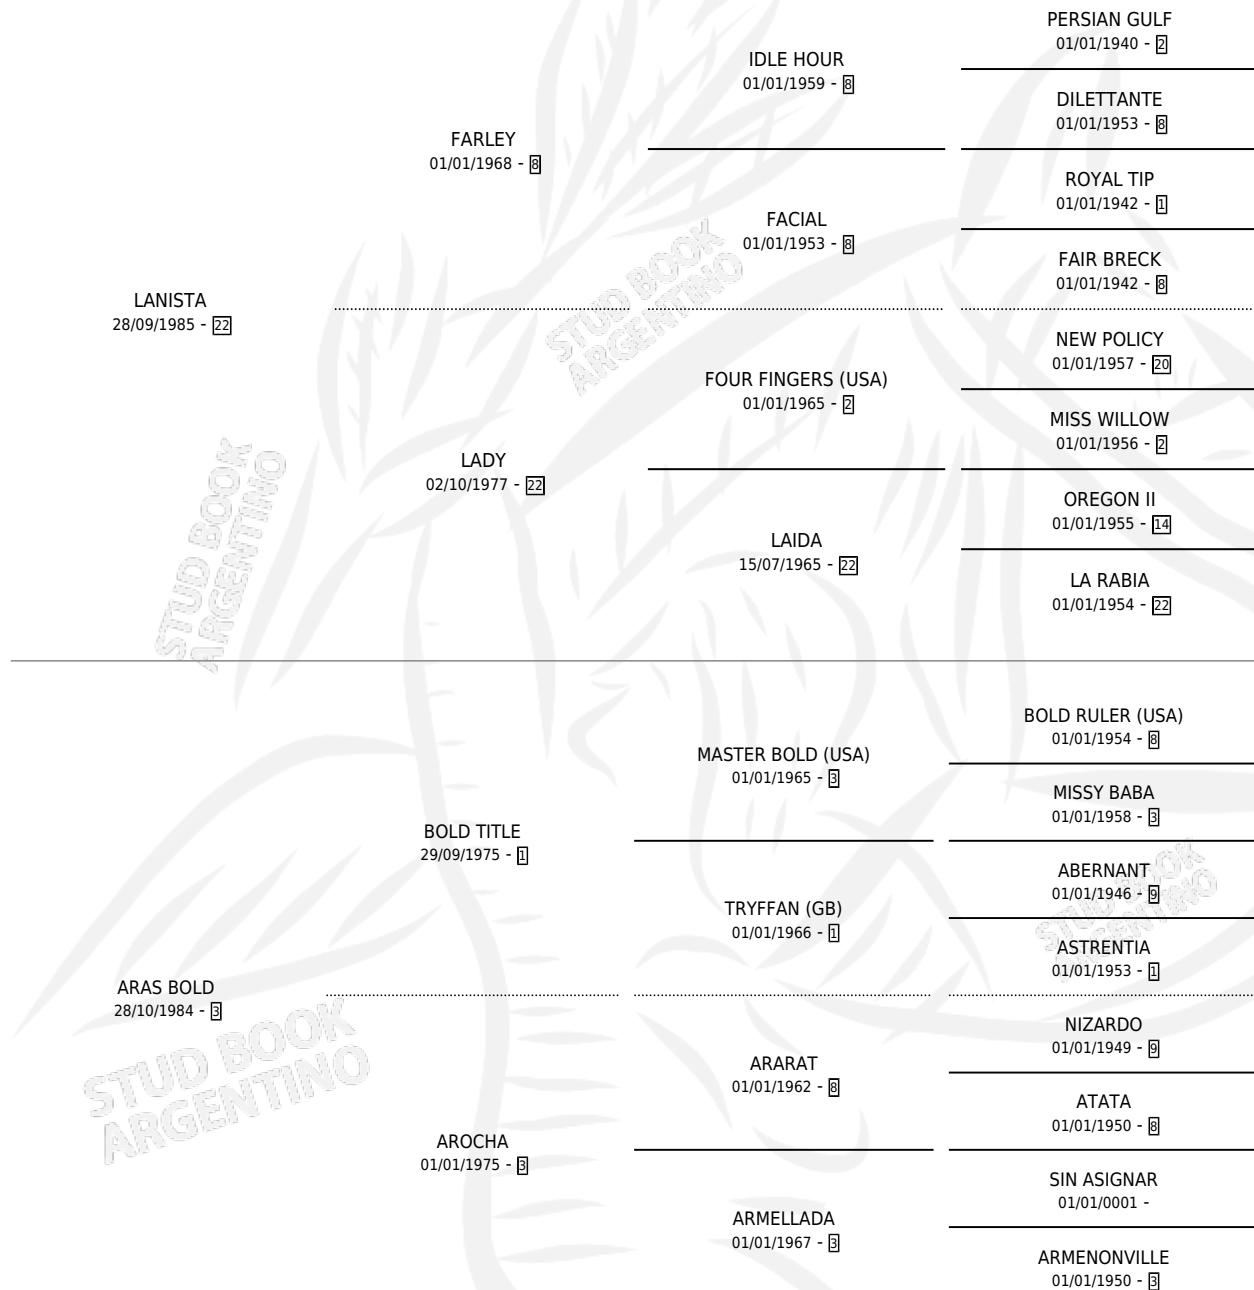 PERSIAN GULF
01/01/1940 - 2
IDLE HOUR
01/01/1959 - 8
DILETTANTE
01/01/1953 - 8
FARLEY
01/01/1968 - 8
ROYAL TIP
01/01/1942 - 1
FACIAL
01/01/1953 - 8
FAIR BRECK
01/01/1942 - 8
LANISTA
28/09/1985 - 22
NEW POLICY
01/01/1957 - 20
FOUR FINGERS (USA)
01/01/1965 - 2
MISS WILLOW
01/01/1956 - 2
LADY
02/10/1977 - 22
OREGON II
01/01/1955 - 14
LAIDA
15/07/1965 - 22
LA RABIA
01/01/1954 - 22
BOLD RULER (USA)
01/01/1954 - 8
MASTER BOLD (USA)
01/01/1965 - 3
MISSY BABA
01/01/1958 - 3
BOLD TITLE
29/09/1975 - 1
ABERNANT
01/01/1946 - 9
TRYFFAN (GB)
01/01/1966 - 1
ASTRENTIA
01/01/1953 - 1
ARAS BOLD
28/10/1984 - 3
NIZARDO
01/01/1949 - 9
ARARAT
01/01/1962 - 8
ATATA
01/01/1950 - 8
AROCHA
01/01/1975 - 3
SIN ASIGNAR
01/01/0001 -
ARMELLADA
01/01/1967 - 3
ARMENONVILLE
01/01/1950 - 3
STUD BOOK
ARGENTINO
STUD BOOK
ARGENTINO
STUD BOOK
ARGENTINO
STUD BOOK
ARGENTINO